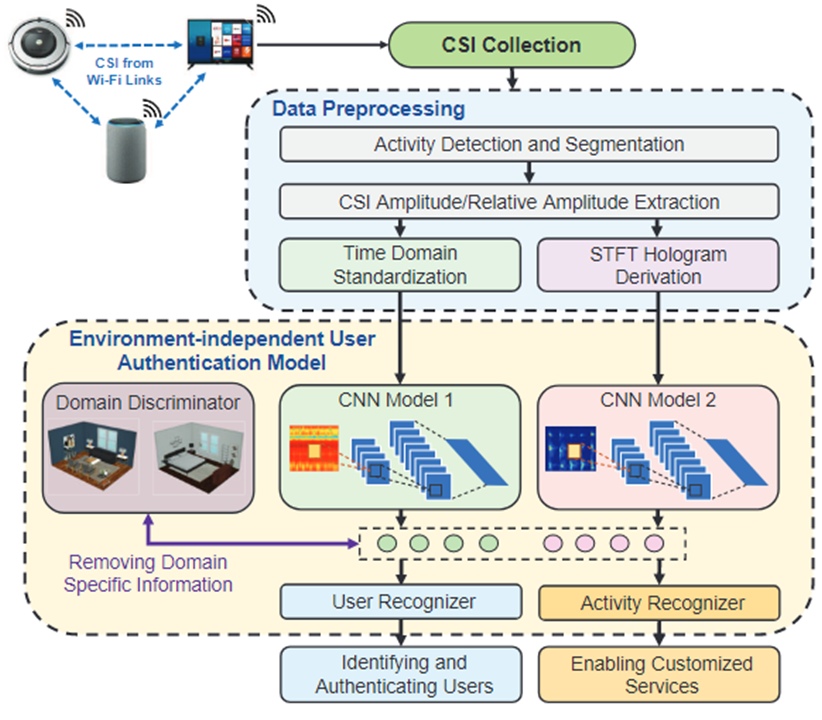 CSI from
Wi-Fi Links
CSI Collection
Data Preprocessing
Activity Detection and Segmentation
CSI Amplitude/Relative Amplitude Extraction
Time Domain
Standardization
STFT Hologram
Derivation
Environment-independent User
Authentication Model
Domain Discriminator
CNN Model 1
CNN Model 2
Removing Domain
Specific Information
User Recognizer
Activity Recognizer
Identifying and
Authenticating Users
Enabling Customized
Services